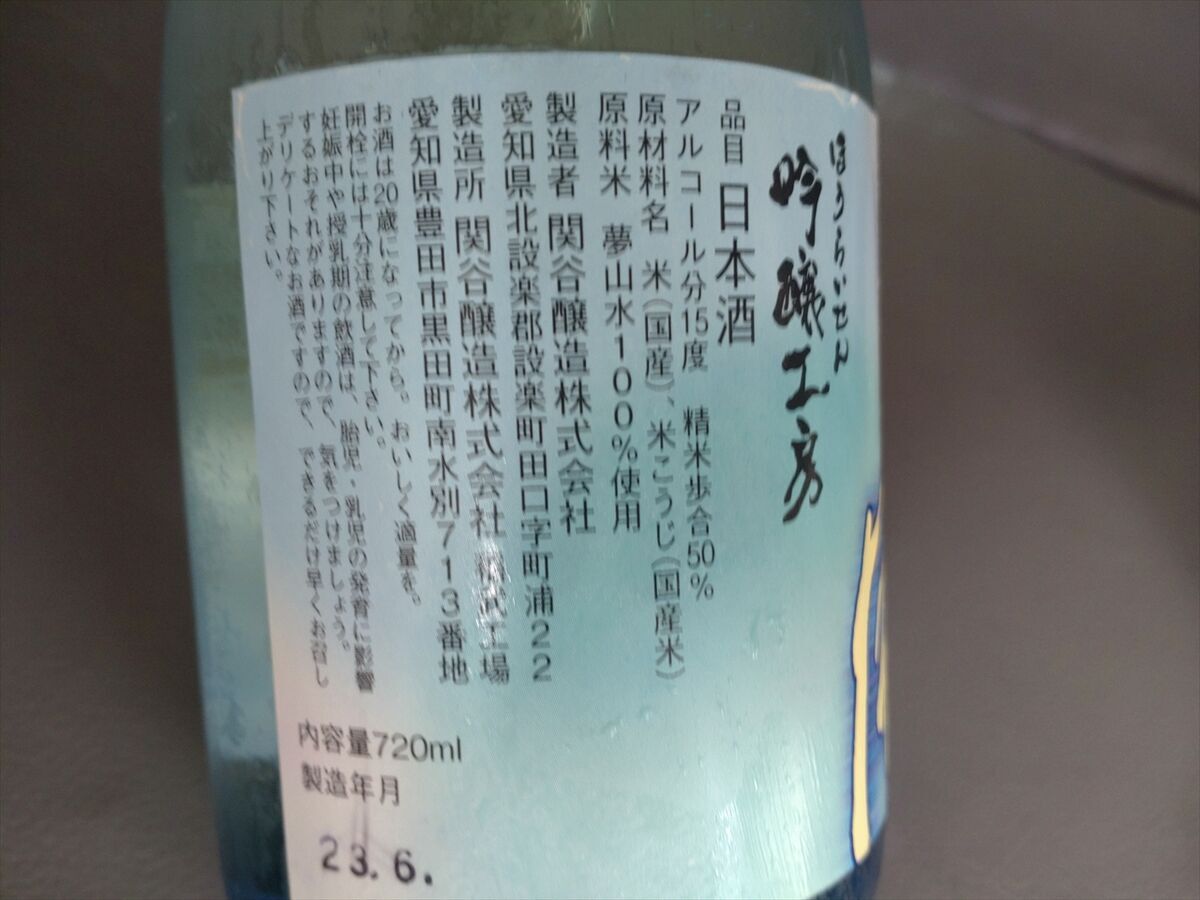 ほうらいせん
吟醸工房
品目 日本酒
アルコール分15度 精米歩合50%
原材料名 米(国産)、米こうじ(国産米)
原料米 夢山水100%使用
製造者 関谷醸造株式会社
愛知県北設楽郡設楽町田口字町浦22
製造所 関谷醸造株式会社 稲武工場
愛知県豊田市黒田町南水別713番地
お酒は20歳になってから。おいしく適量を。
開栓には十分注意して下さい。
妊娠中や授乳期の飲酒は、胎児・乳児の発育に影響
するおそれがありますので、気をつけましょう。
デリケートなお酒ですので、できるだけ早くお召し
上がり下さい。
内容量720ml
製造年月
23.6.